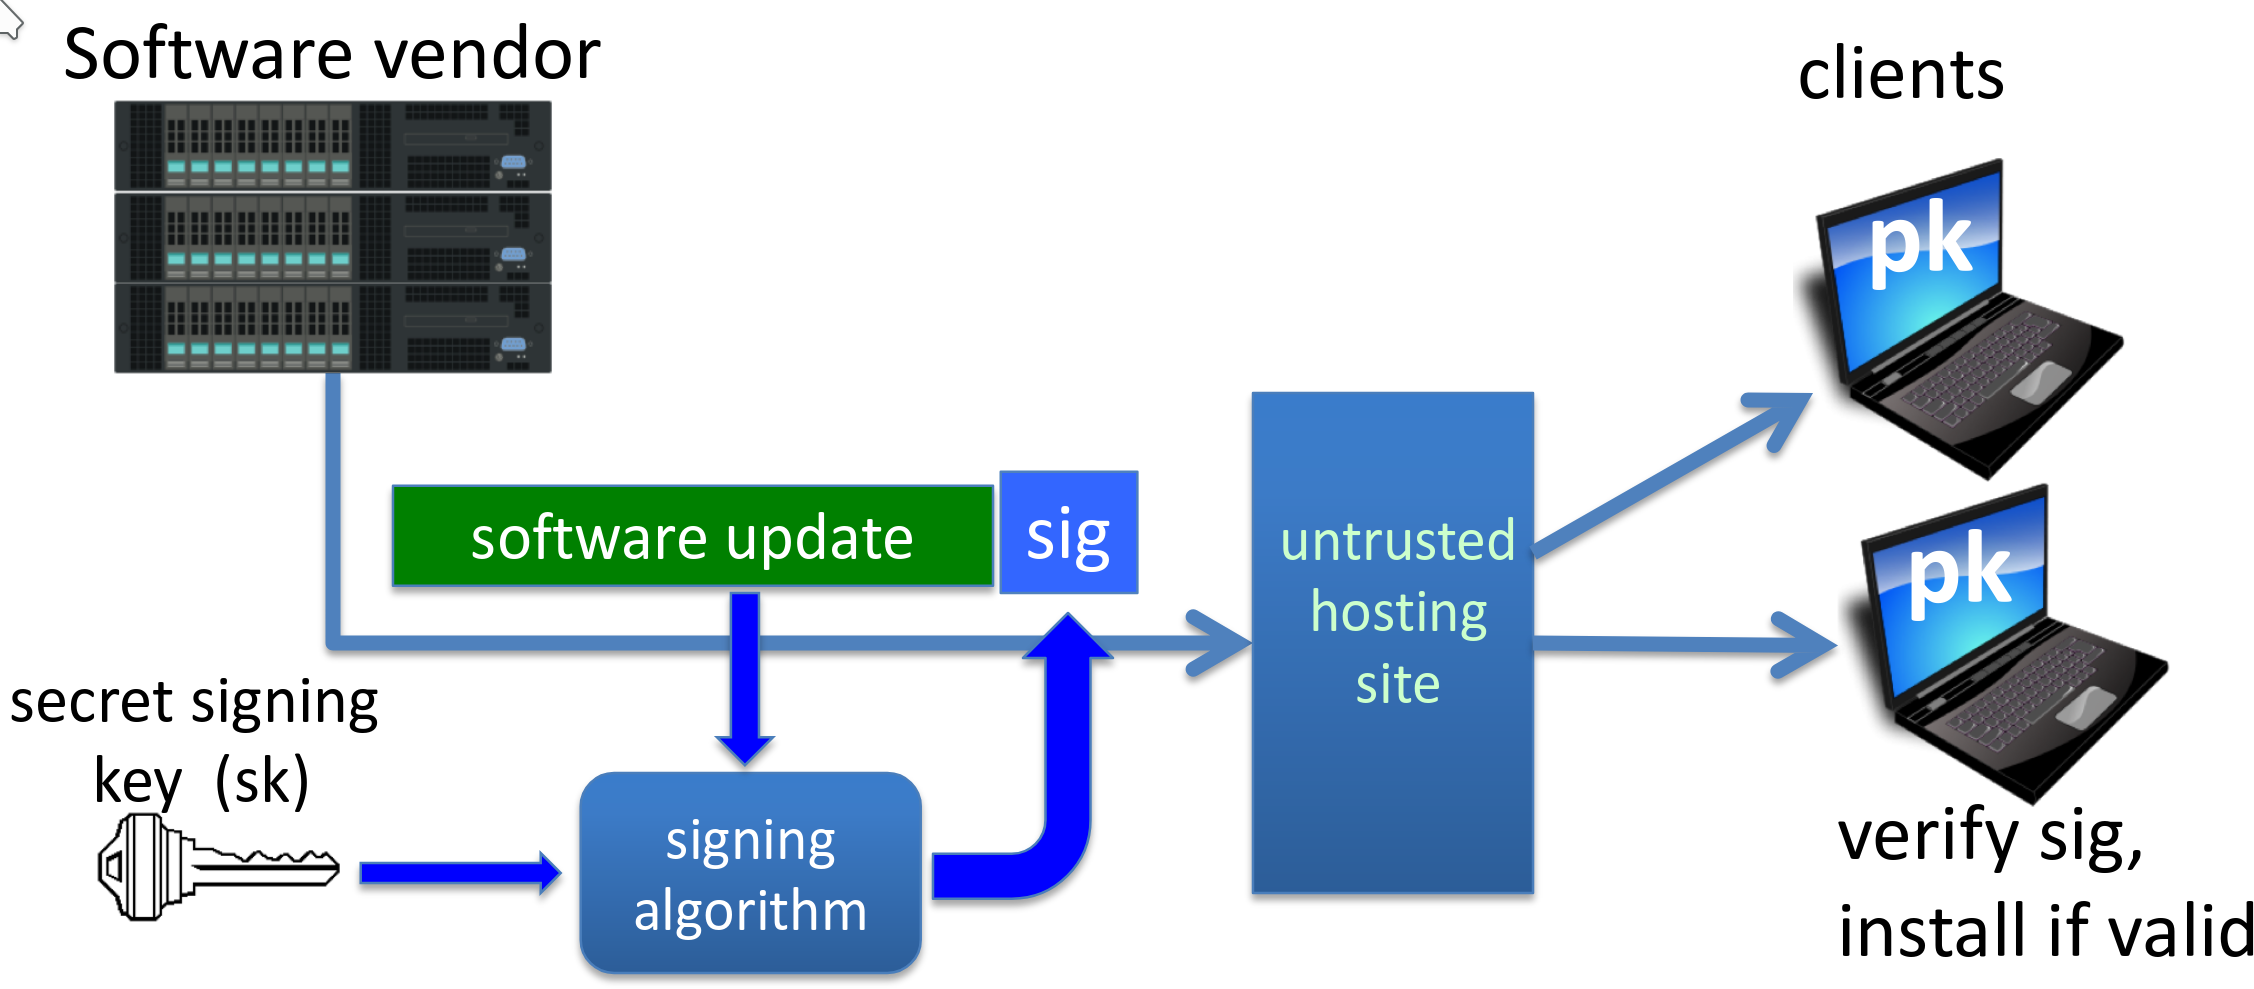 Software vendor
clients
pk
software update
sig
pk
untrusted
hosting
site
secret signing
key (sk)
signing
algorithm
verify sig,
install if valid